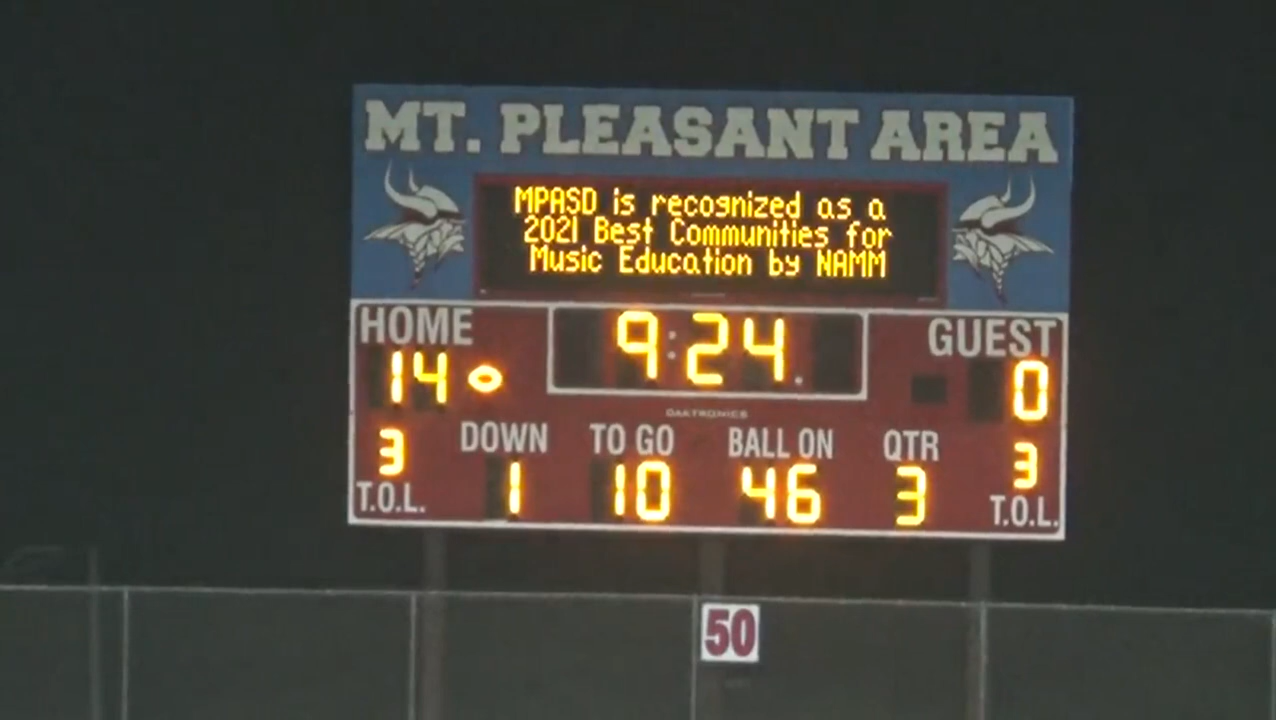 MT. PLEASANT AREA
MPASD is recognized as a
2021 Best Communities for
Music Education by NAMM
HOME
9:24
GUEST
14
0
DAKTRONICS
DOWN
TO GO
BALL ON
QTR
3
1
10
46
3
3
T.O.L.
T.O.L.
50